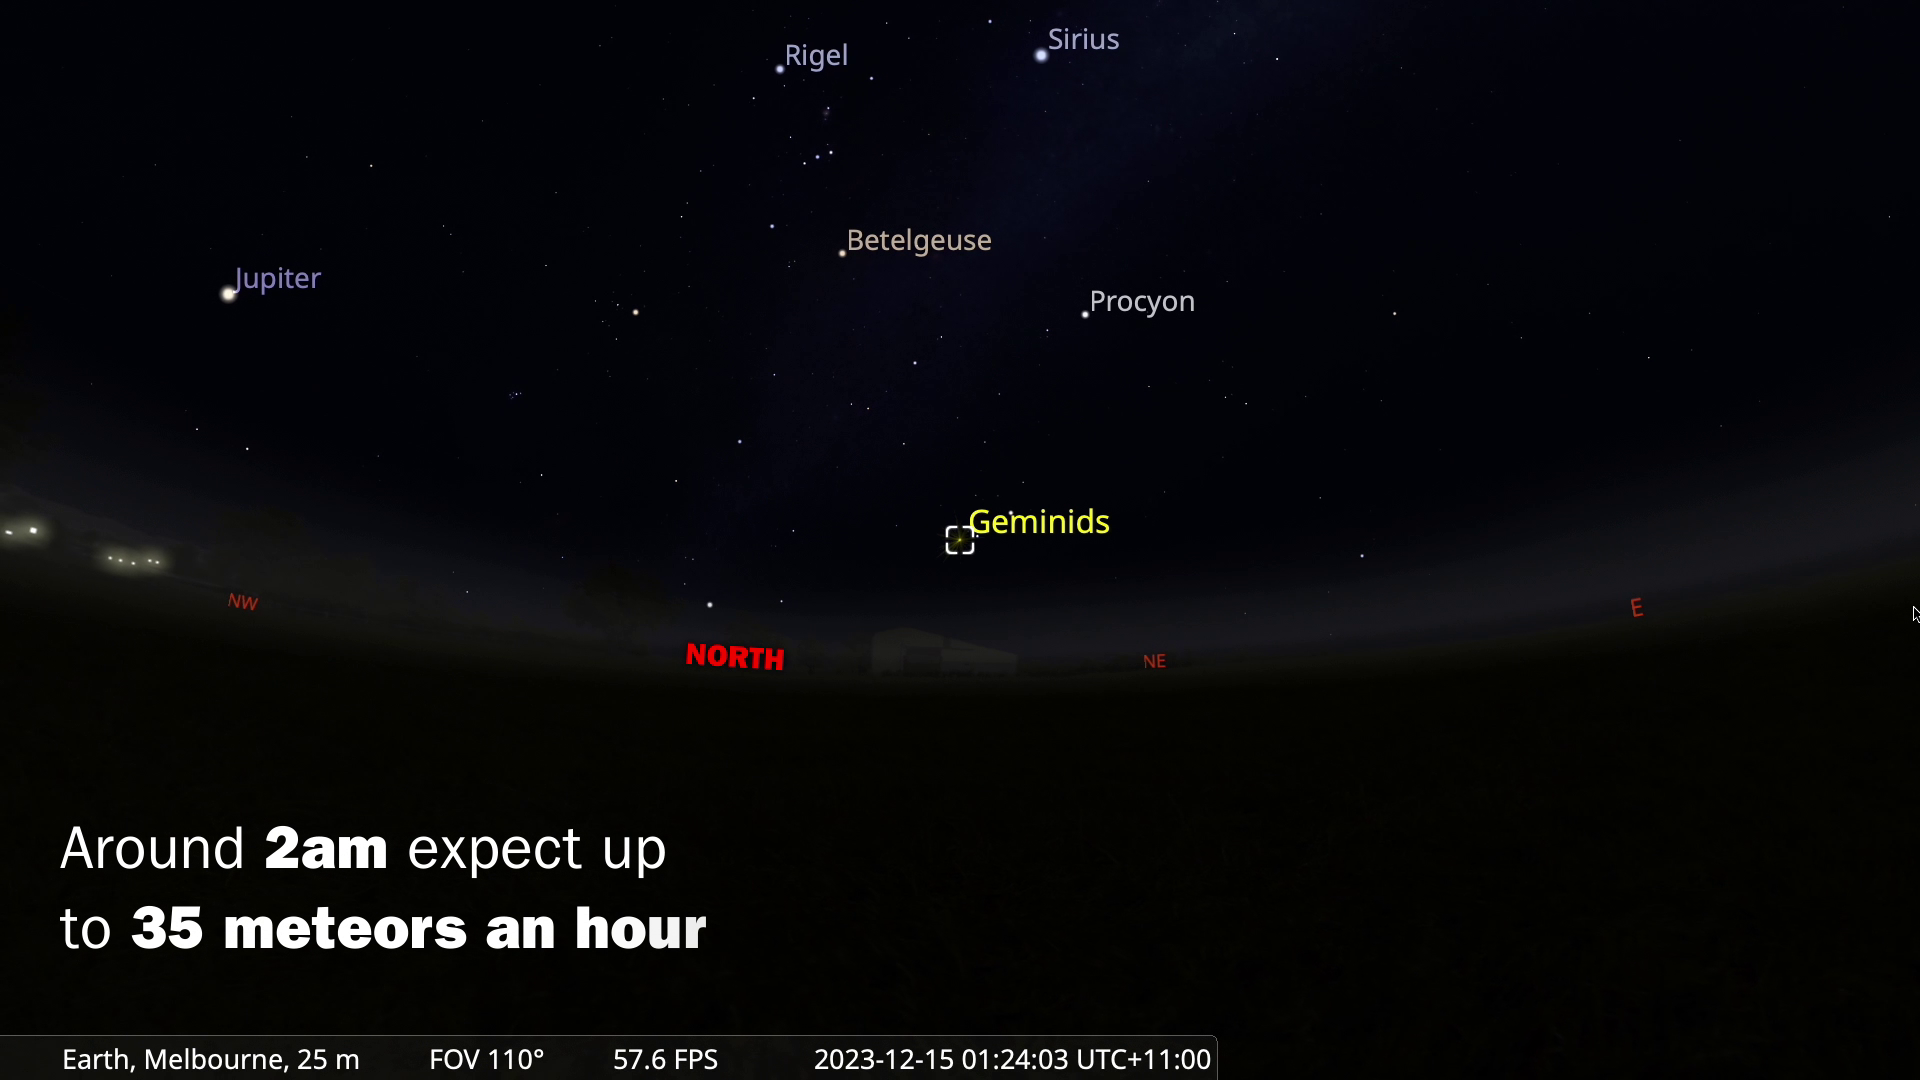 Sirius
Rigel
Betelgeuse
Jupiter
Procyon
Geminids
NW
E
NORTH
NE
Around 2am expect up
to 35 meteors an hour
Earth, Melbourne, 25 m FOV 110° 57.6 FPS 2023-12-15 01:24:03 UTC+11:00